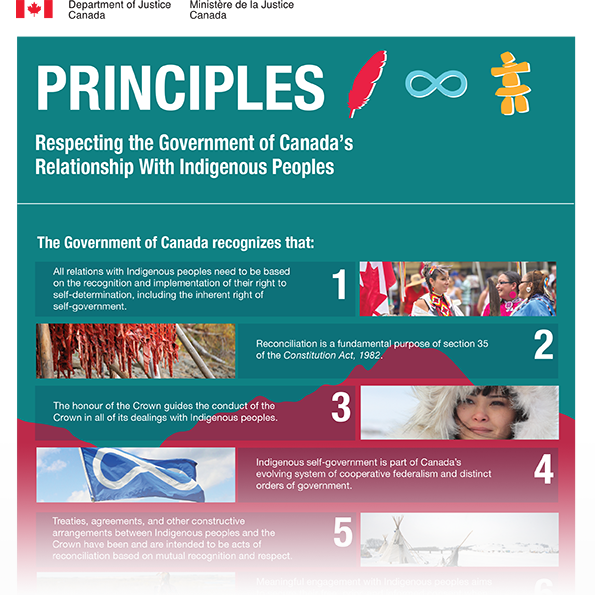 Department of Justice
Canada
Ministère de la Justice
Canada
PRINCIPLES
Respecting the Government of Canada's
Relationship With Indigenous Peoples
The Government of Canada recognizes that:
All relations with Indigenous peoples need to be based
on the recognition and implementation of their right to
self-determination, including the inherent right of
self-government.
1
Reconciliation is a fundamental purpose of section 35
of the Constitution Act, 1982.
2
The honour of the Crown guides the conduct of the
Crown in all of its dealings with Indigenous peoples.
3
Indigenous self-government is part of Canada's
evolving system of cooperative federalism and distinct
orders of government.
4
Treaties, agreements, and other constructive
arrangements between Indigenous peoples and the
Crown have been and are intended to be acts of
reconciliation based on mutual recognition and respect.
5
Meaningful engagement with Indigenous peoples aims
6